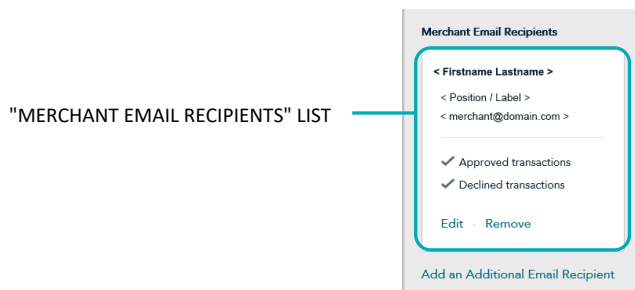 Merchant Email Recipients
< Firstname Lastname >
< Position / Label >
"MERCHANT EMAIL RECIPIENTS" LIST
< merchant@domain.com >
Approved transactions
Declined transactions
Edit · Remove
Add an Additional Email Recipient